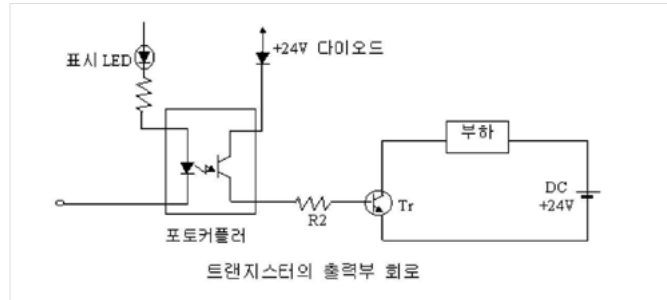 표시 LED
+24V 다이오드
부하
DC
+24V
Tr
R2
포토커플러
트랜지스터의 출력부 회로